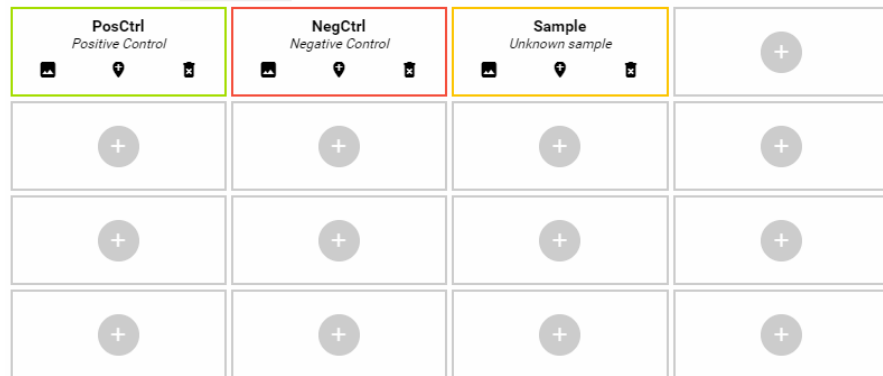 PosCtrl
Positive Control
NegCtrl
Negative Control
Sample
Unknown sample